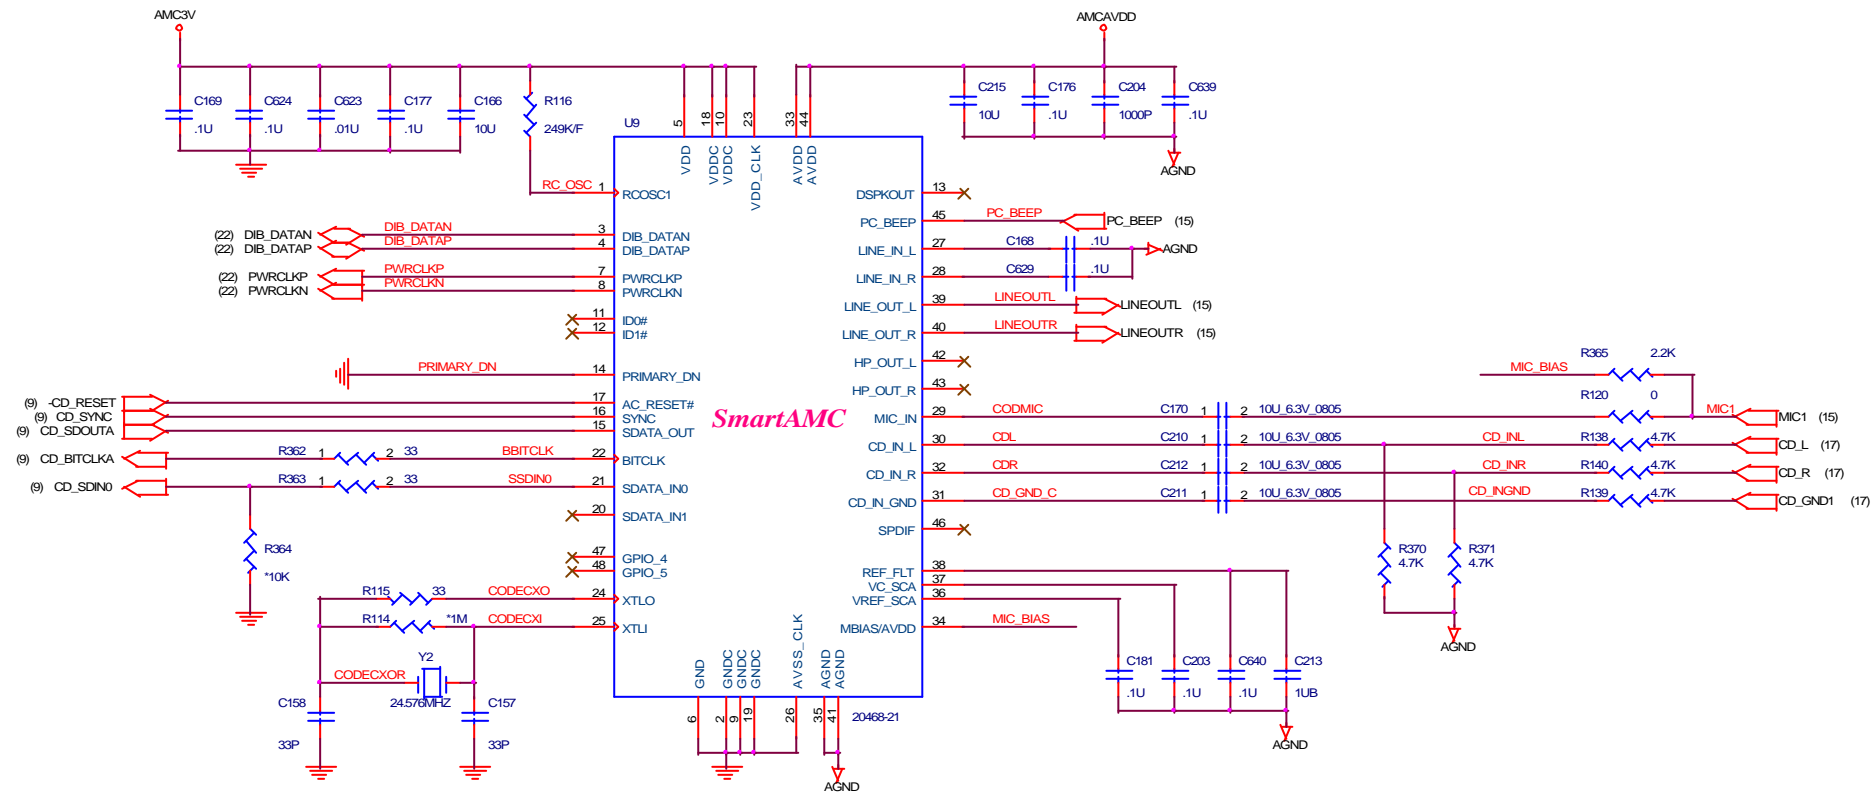 AMC3V
AMCAVDD
C169
.1U
C624
.1U
C623
.01U
C177
.1U
C166
10U
R116
249K/F
C215
10U
C176
.1U
C204
1000P
C639
.1U
AGND
U9
5
18
10
23
33
44
VDD
VDDC
VDDC
VDD_CLK
AVDD
AVDD
RC_OSC 1 RCOSC1
(22) DIB_DATAN DIB_DATAN 3 DIB_DATAN
(22) DIB_DATAP DIB_DATAP 4 DIB_DATAP
(22) PWRCLKP PWRCLKP 7 PWRCLKP
(22) PWRCLKN PWRCLKN 8 PWRCLKN
11 ID0#
12 ID1#
PRIMARY_DN 14 PRIMARY_DN
(9) -CD_RESET 17 AC_RESET#
(9) CD_SYNC 16 SYNC
(9) CD_SDOUTA 15 SDATA_OUT
(9) CD_BITCLKA R362 1 2 33 BBITCLK 22 BITCLK
(9) CD_SDIN0 R363 1 2 33 SSDIN0 21 SDATA_IN0
20 SDATA_IN1
R364
*10K
47 GPIO_4
48 GPIO_5
R115 33 CODECXO 24 XTLO
R114 *1M CODECXI 25 XTLI
Y2
CODECXOR
24.576MHZ
C158
33P
C157
33P
SmartAMC
DSPKOUT 13
PC_BEEP 45 PC_BEEP PC_BEEP (15)
LINE_IN_L 27 C168 .1U AGND
LINE_IN_R 28 C629 .1U
LINE_OUT_L 39 LINEOUTL LINEOUTL (15)
LINE_OUT_R 40 LINEOUTR LINEOUTR (15)
HP_OUT_L 42
HP_OUT_R 43
R365 2.2K
MIC_BIAS
R120 0
MIC_IN 29 CODMIC C170 1 2 10U_6.3V_0805 MIC1 MIC1 (15)
CD_IN_L 30 CDL C210 1 2 10U_6.3V_0805 CD_INL R138 4.7K CD_L (17)
CD_IN_R 32 CDR C212 1 2 10U_6.3V_0805 CD_INR R140 4.7K CD_R (17)
CD_IN_GND 31 CD_GND_C C211 1 2 10U_6.3V_0805 CD_INGND R139 4.7K CD_GND1 (17)
SPDIF 46
R370
4.7K
R371
4.7K
AGND
REF_FLT 38
VC_SCA 37
VREF_SCA 36
MBIAS/AVDD 34 MIC_BIAS
C181
.1U
C203
.1U
C640
.1U
C213
1UB
AGND
GND
GNDC
GNDC
GNDC
AVSS_CLK
AGND
AGND
6
2
9
19
26
35
41
20468-21
AGND